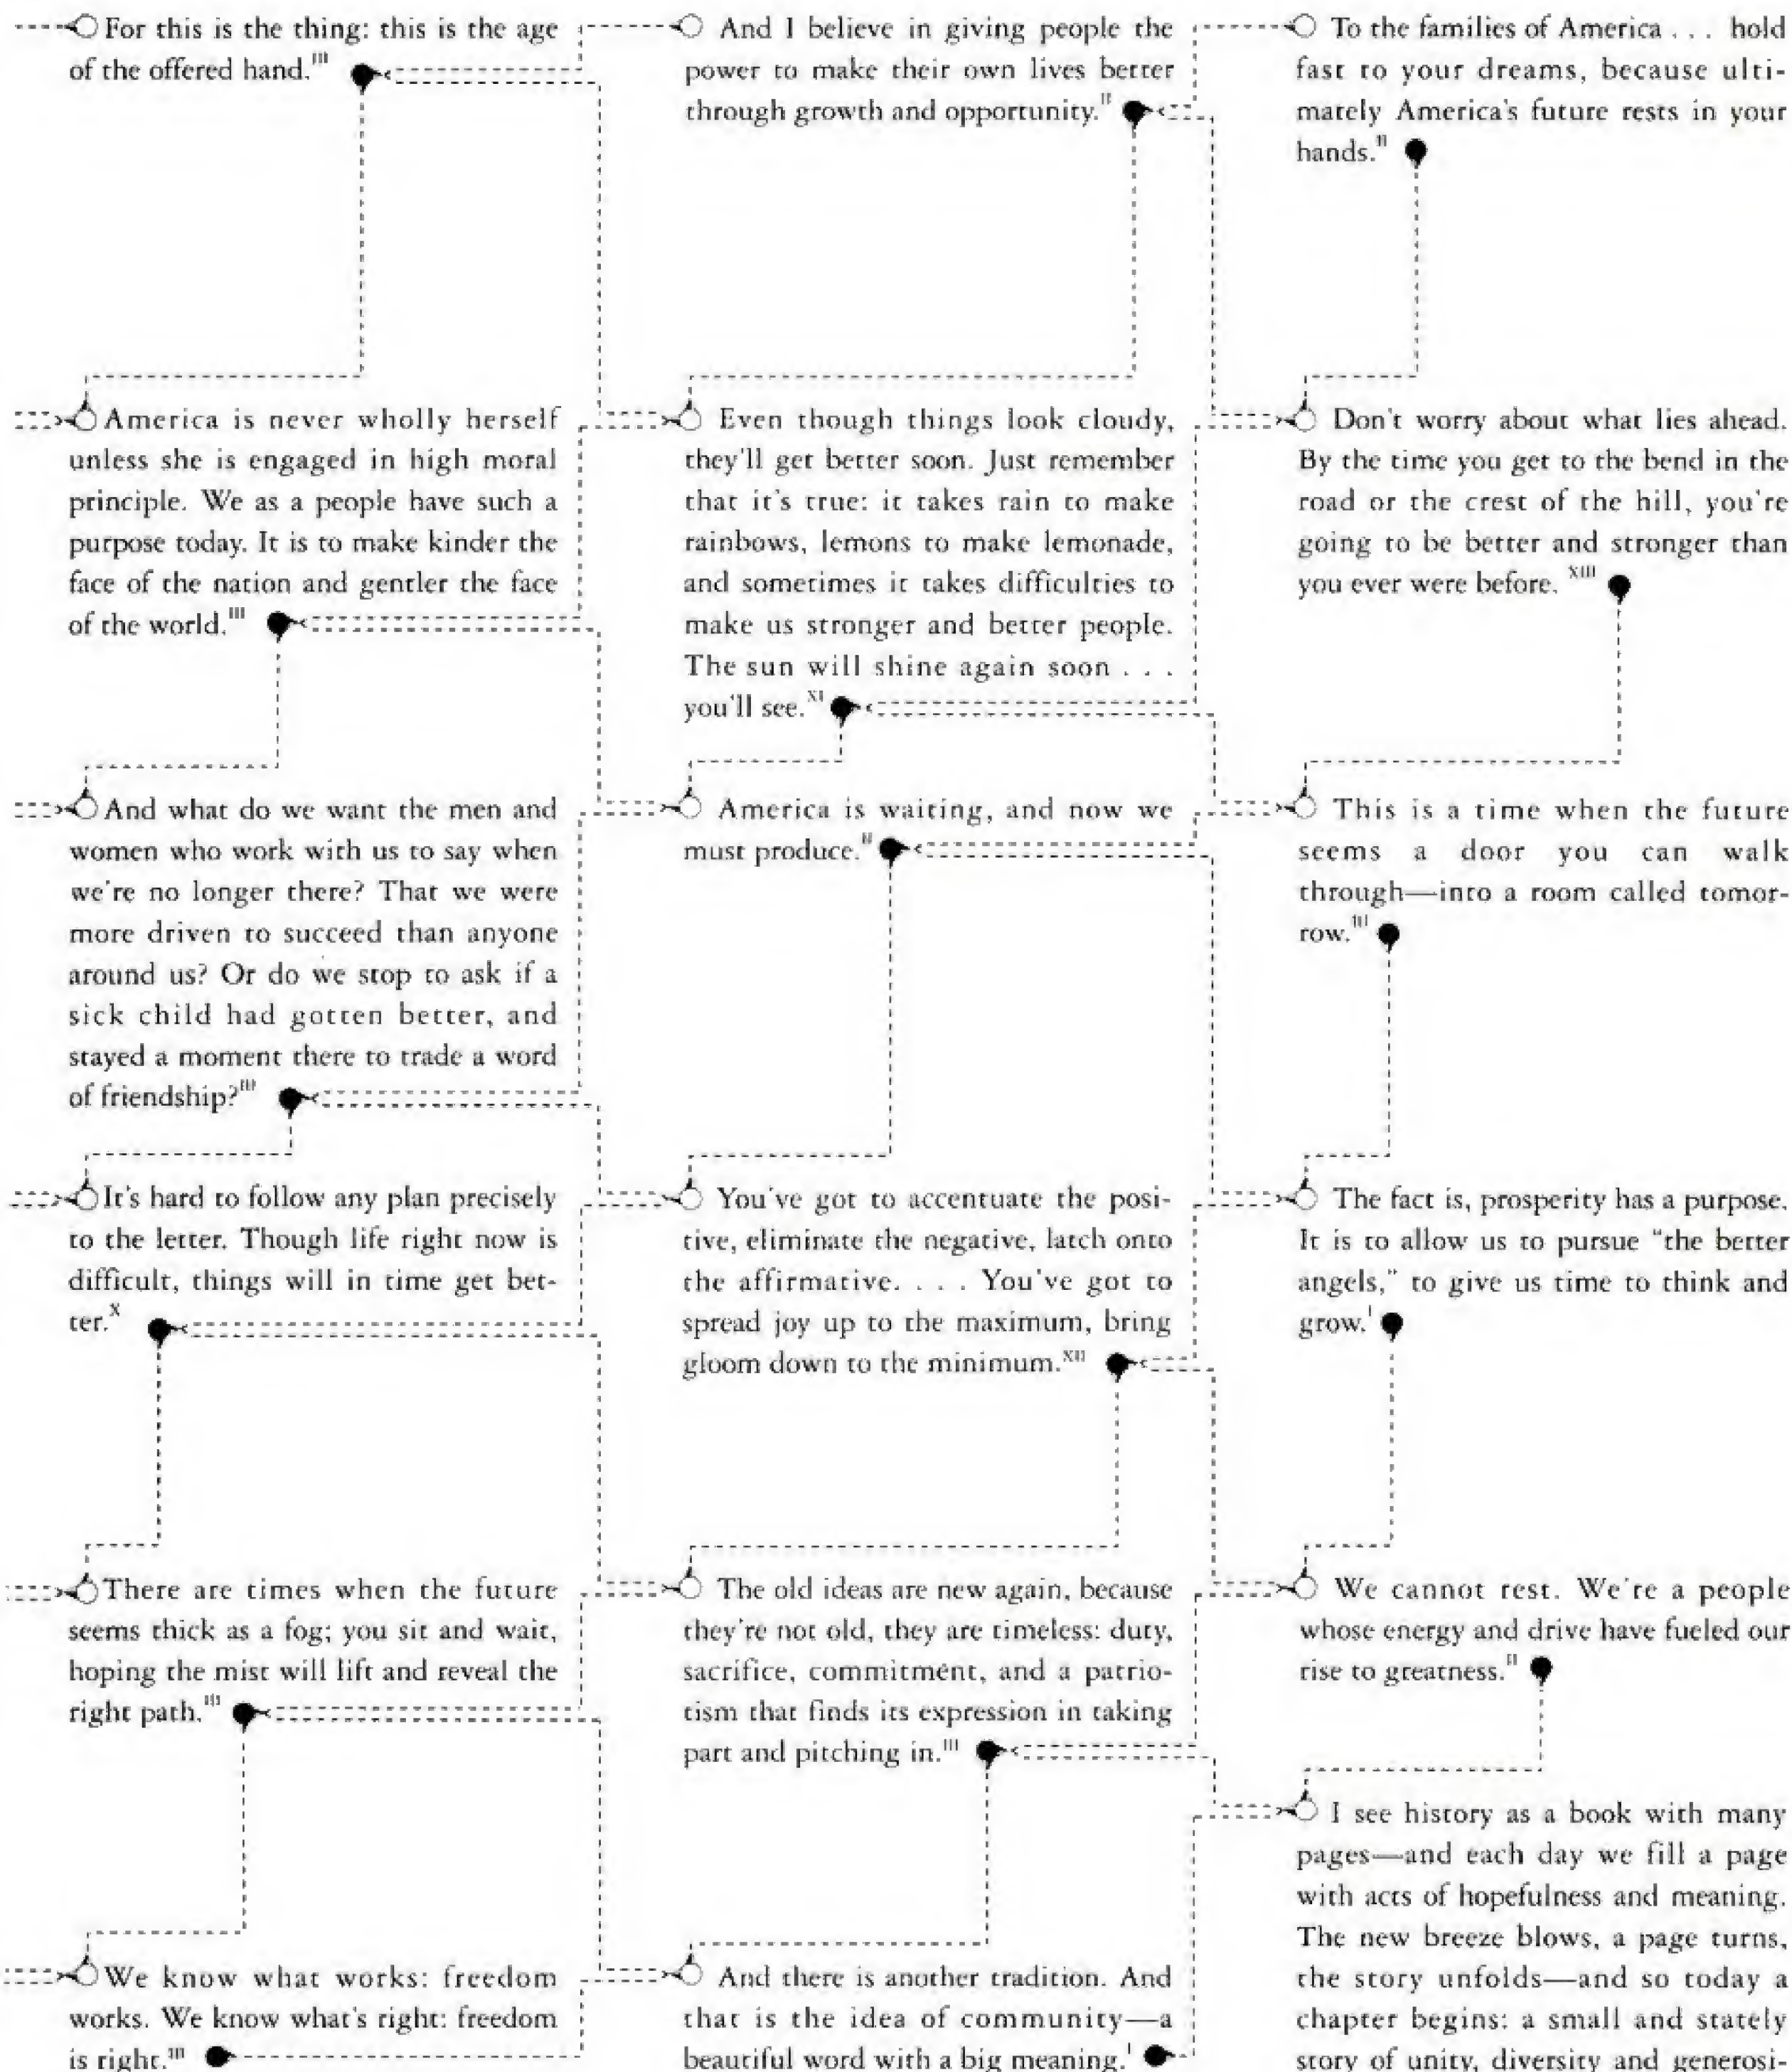 For this is the thing: this is the age
of the offered hand.III
America is never wholly herself
unless she is engaged in high moral
principle. We as a people have such a
purpose today. It is to make kinder the
face of the nation and gentler the face
of the world.III
And what do we want the men and
women who work with us to say when
we're no longer there? That we were
more driven to succeed than anyone
around us? Or do we stop to ask if a
sick child had gotten better, and
stayed a moment there to trade a word
of friendship?III
It's hard to follow any plan precisely
to the letter. Though life right now is
difficult, things will in time get bet-
ter.X
There are times when the future
seems thick as a fog; you sit and wait,
hoping the mist will lift and reveal the
right path.III
We know what works: freedom
works. We know what's right: freedom
is right.III
And I believe in giving people the
power to make their own lives better
through growth and opportunity.II
Even though things look cloudy,
they'll get better soon. Just remember
that it's true: it takes rain to make
rainbows, lemons to make lemonade,
and sometimes it takes difficulties to
make us stronger and better people.
The sun will shine again soon . . .
you'll see.XI
America is waiting, and now we
must produce.II
You've got to accentuate the posi-
tive, eliminate the negative, latch onto
the affirmative. . . . You've got to
spread joy up to the maximum, bring
gloom down to the minimum.XII
The old ideas are new again, because
they're not old, they are timeless: duty,
sacrifice, commitment, and a patrio-
tism that finds its expression in taking
part and pitching in.III
And there is another tradition. And
that is the idea of community—a
beautiful word with a big meaning.I
To the families of America . . . hold
fast to your dreams, because ulti-
mately America's future rests in your
hands.II
Don't worry about what lies ahead.
By the time you get to the bend in the
road or the crest of the hill, you're
going to be better and stronger than
you ever were before. XIII
This is a time when the future
seems a door you can walk
through—into a room called tomor-
row.III
The fact is, prosperity has a purpose.
It is to allow us to pursue "the better
angels," to give us time to think and
grow.I
We cannot rest. We're a people
whose energy and drive have fueled our
rise to greatness.II
I see history as a book with many
pages—and each day we fill a page
with acts of hopefulness and meaning.
The new breeze blows, a page turns,
the story unfolds—and so today a
chapter begins: a small and stately
story of unity, diversity and generosi-